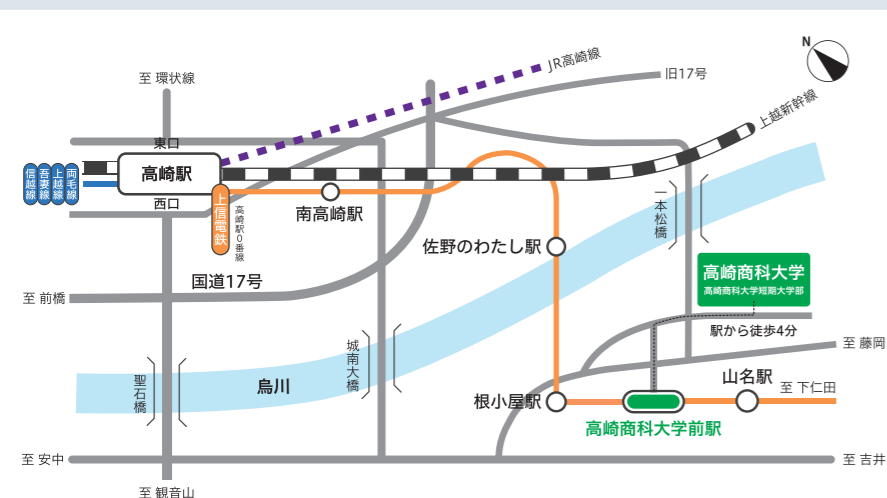 N
JR高崎線
旧17号
至 環状線
上越新幹線
東口
高崎駅
信越線
吾妻線
上越線
両毛線
西口
上信電鉄
高崎駅0番線
南高崎駅
一本松橋
佐野のわたし駅
高崎商科大学
高崎商科大学短期大学部
国道17号
至 前橋
駅から徒歩4分
至 藤岡
城南大橋
聖石橋
烏川
山名駅
至 下仁田
根小屋駅
高崎商科大学前駅
至 安中
至 吉井
至 観音山